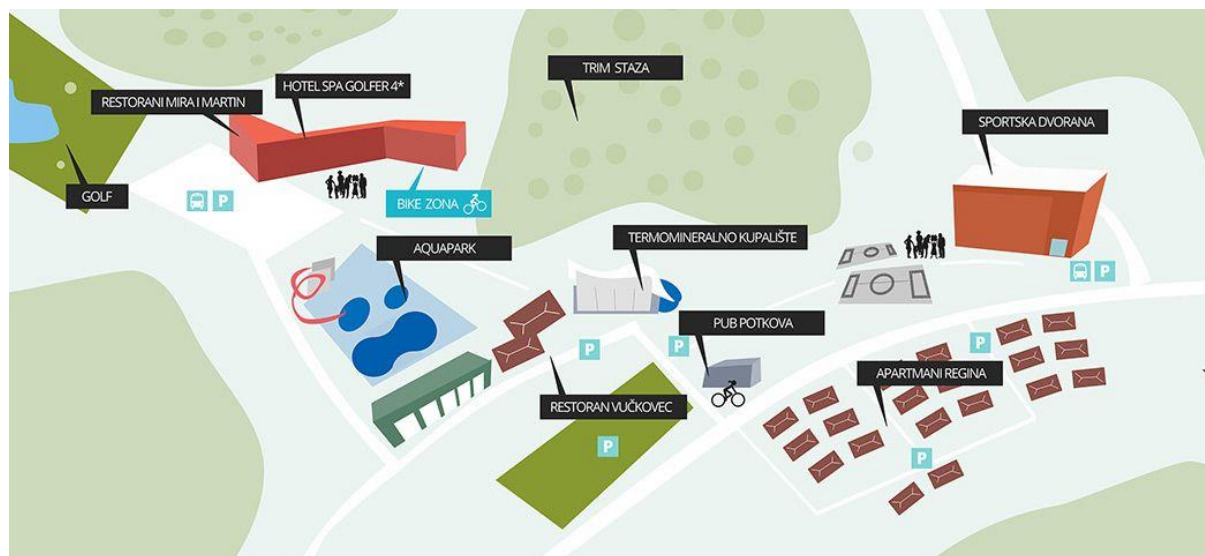 TRIM STAZA
HOTEL SPA GOLFER 4*
RESTORANI MIRA I MARTIN
SPORTSKA DVORANA
GOLF
P
BIKE ZONA
TERMOMINERALNO KUPALIŠTE
AQUAPARK
P
PUB POTKOVA
P
P
P
APARTMANI REGINA
RESTORAN VUČKOVEC
P
P